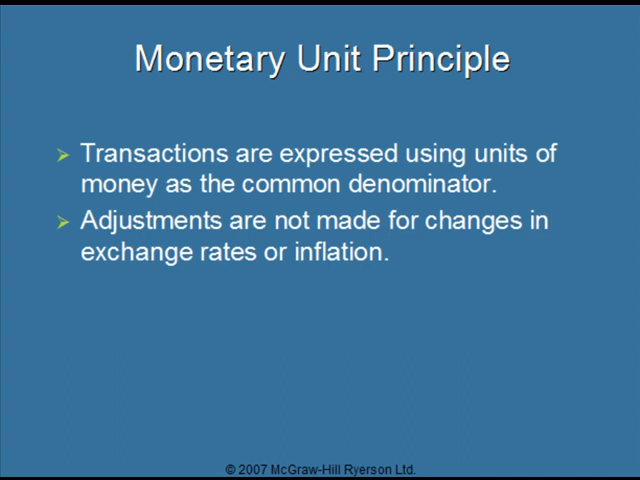 Monetary Unit Principle
Transactions are expressed using units of
money as the common denominator.
Adjustments are not made for changes in
exchange rates or inflation.
© 2007 McGraw-Hill Ryerson Ltd.